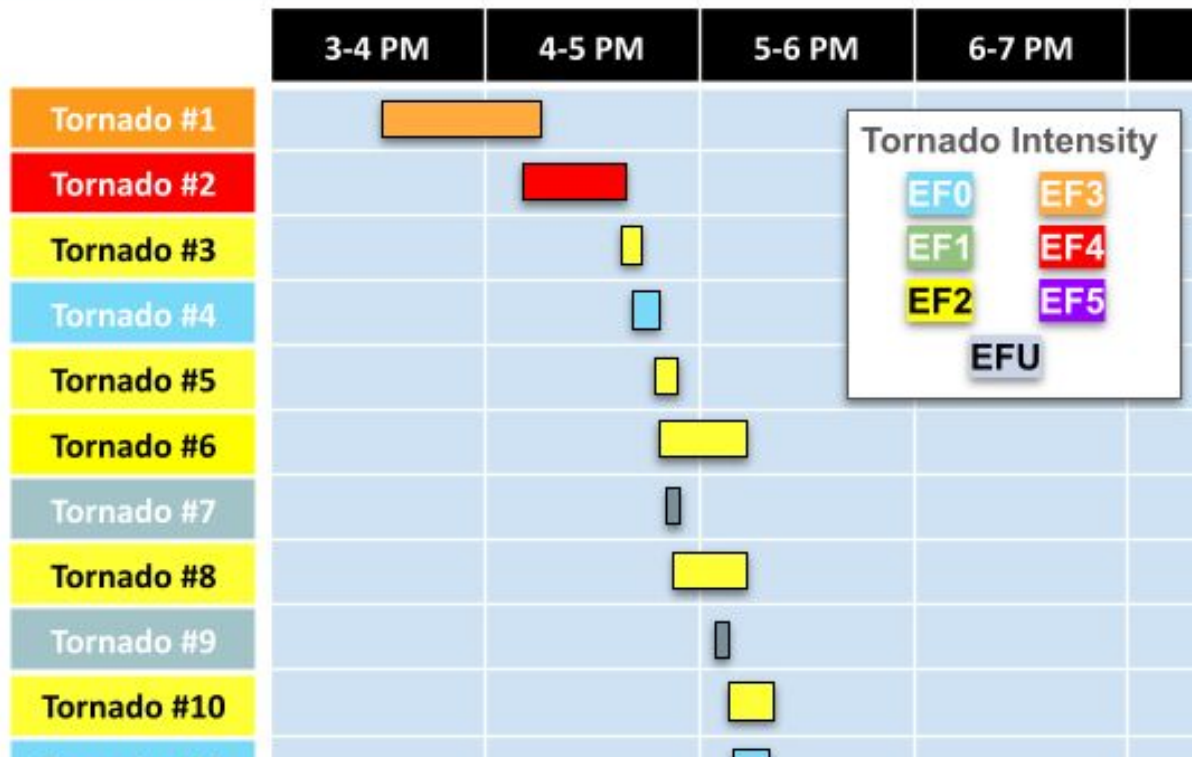 3-4 PM 4-5 PM 5-6 PM 6-7 PM
Tornado #1
Tornado #2
Tornado #3
Tornado #4
Tornado #5
Tornado #6
Tornado #7
Tornado #8
Tornado #9
Tornado #10
Tornado Intensity
EF0 EF3
EF1 EF4
EF2 EF5
EFU